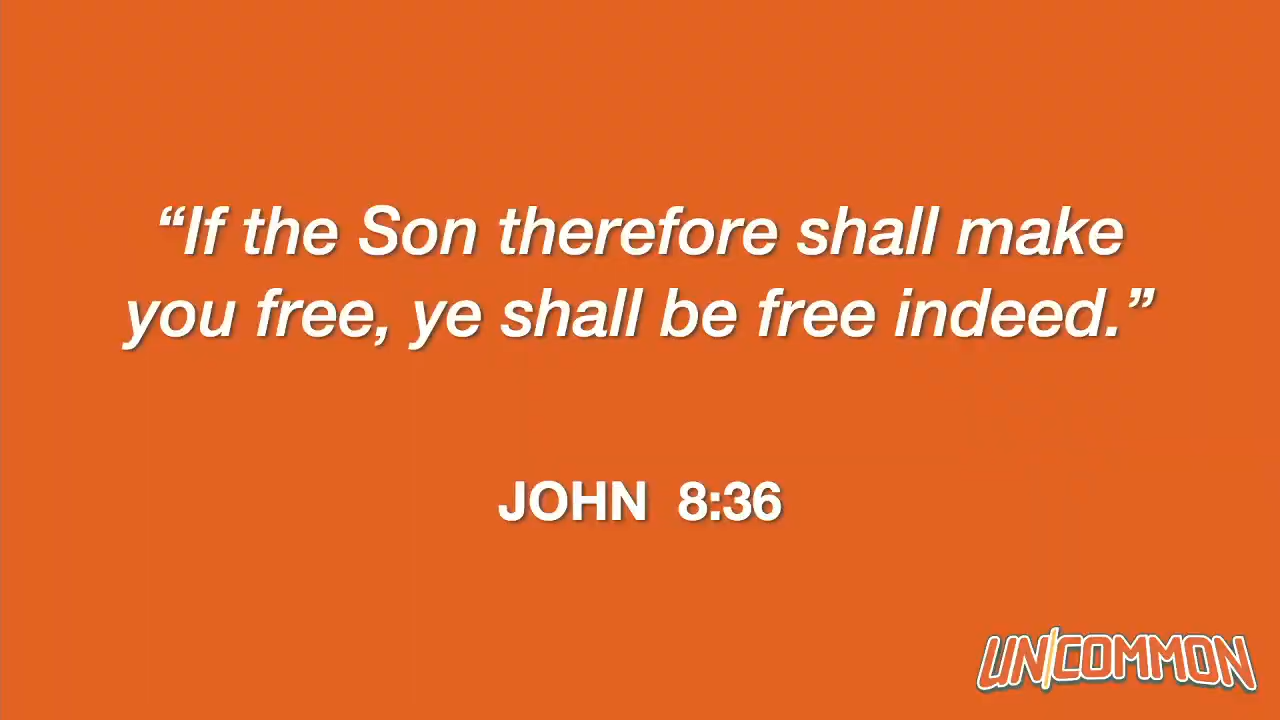 “If the Son therefore shall make
you free, ye shall be free indeed.”
JOHN 8:36
UN/COMMON